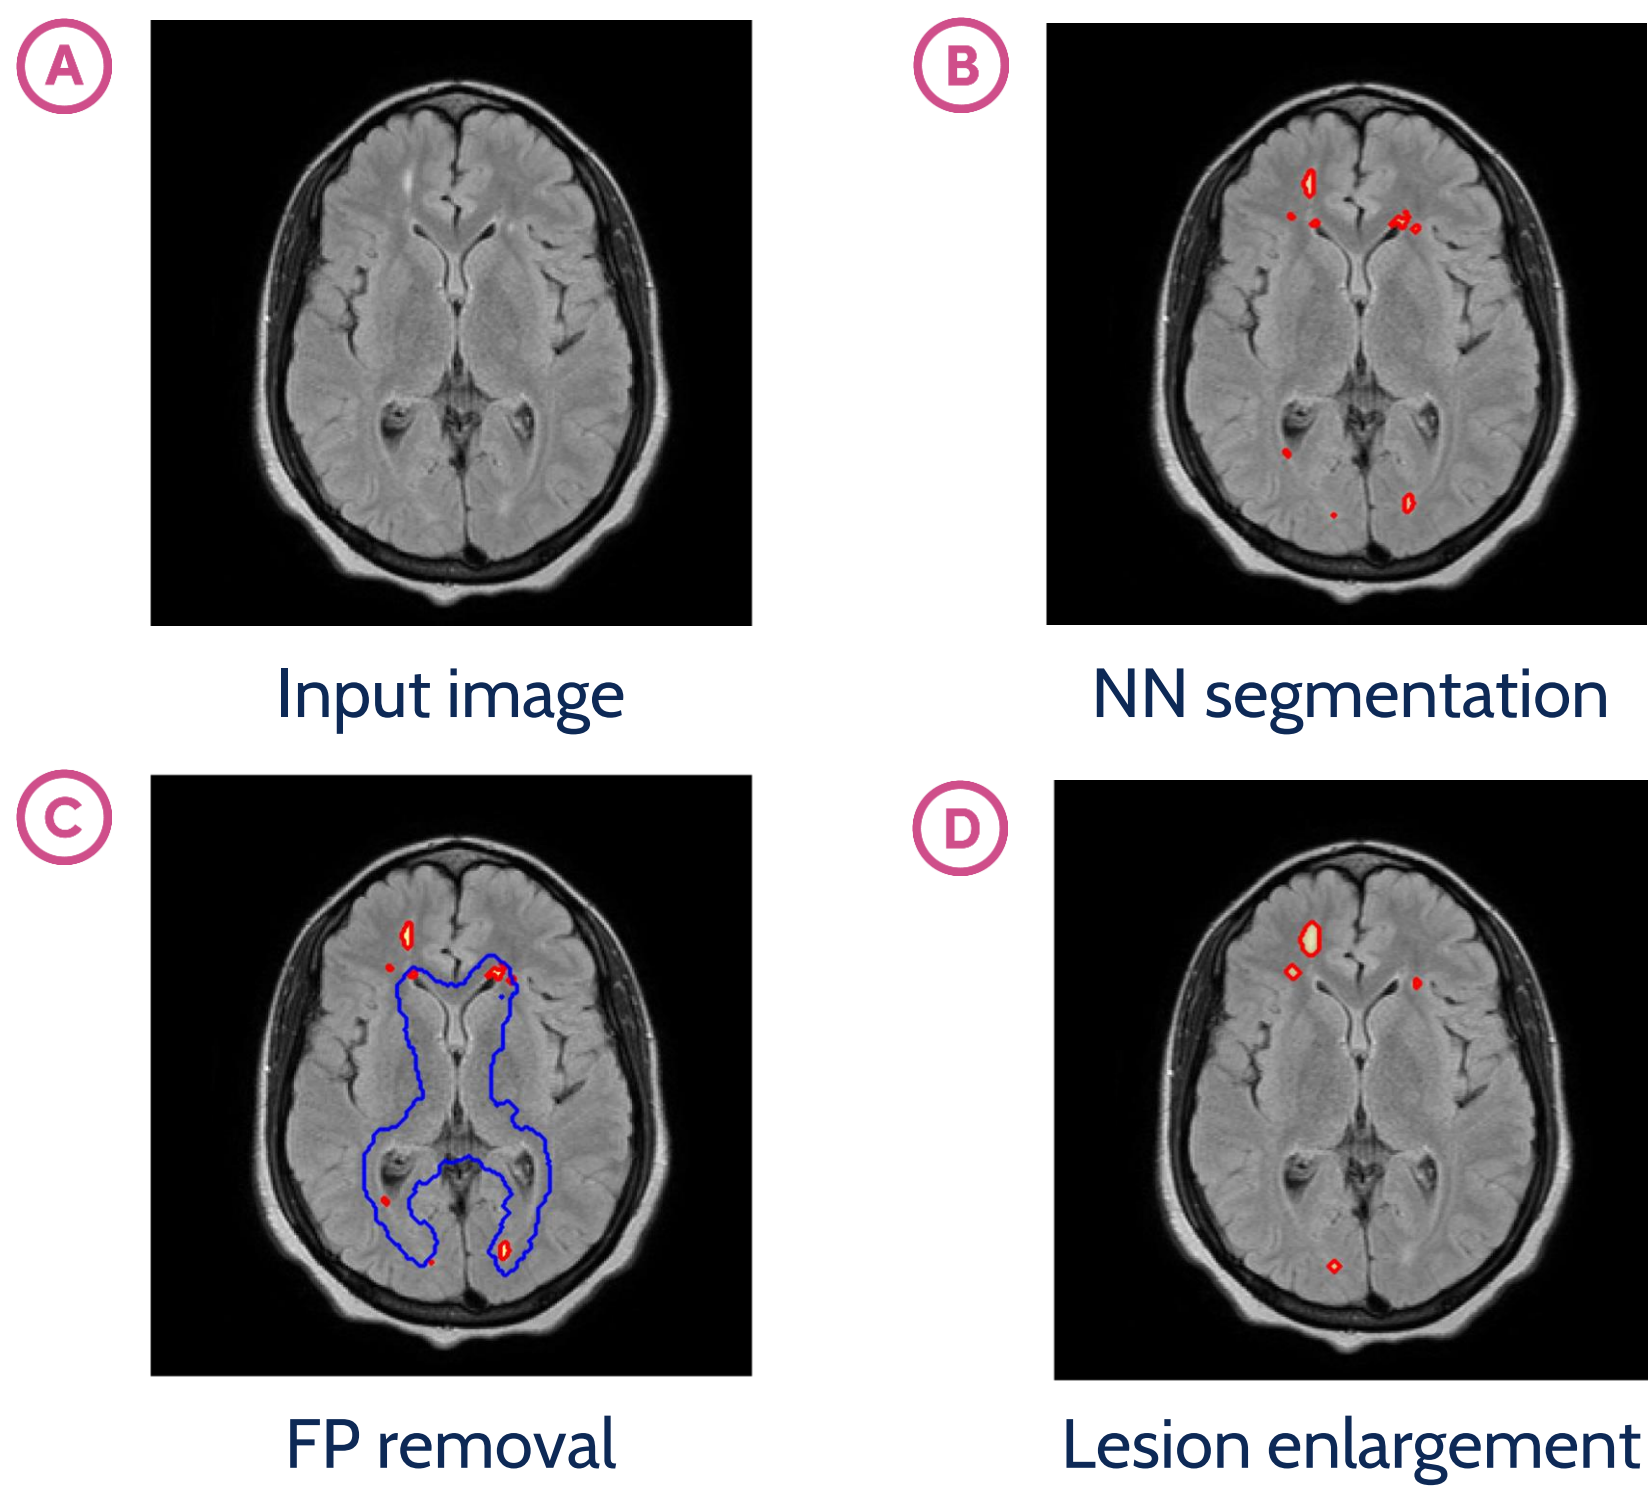 A
B
Input image
NN segmentation
C
D
FP removal
Lesion enlargement